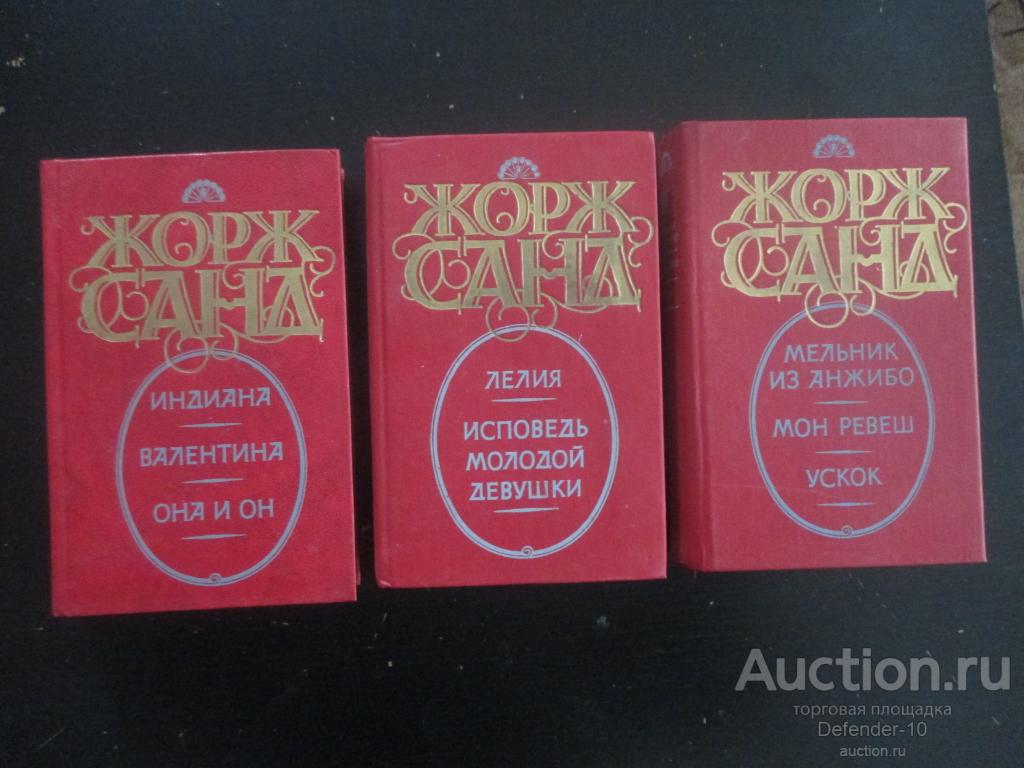 ЖОРЖ
САНД
ИНДИАНА
ВАЛЕНТИНА
ОНА И ОН
ЖОРЖ
САНД
ЛЕЛИЯ
ИСПОВЕДЬ
МОЛОДОЙ
ДЕВУШКИ
ЖОРЖ
САНД
МЕЛЬНИК
ИЗ АНЖИБО
МОН РЕВЕШ
УСКОК
Auction.ru
торговая площадка
Defender-10
auction.ru